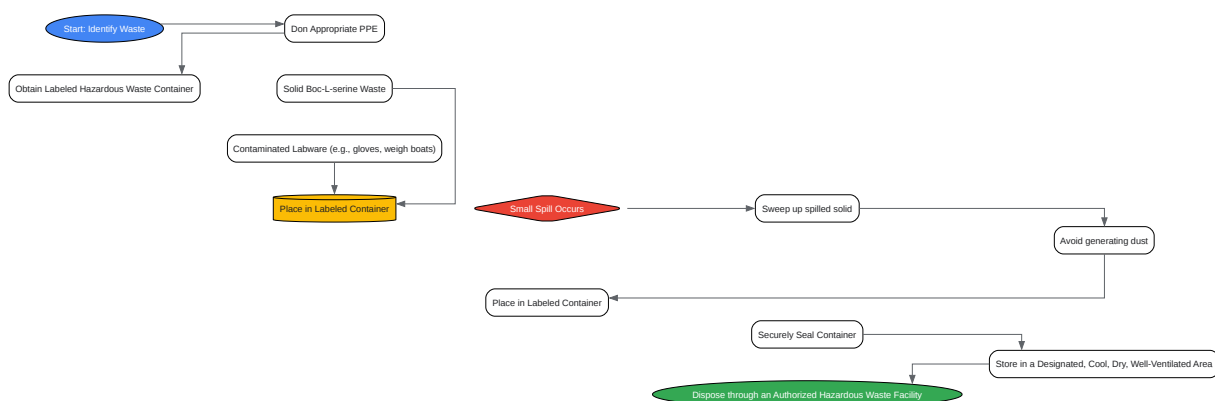 Start: Identify Waste
Don Appropriate PPE
Obtain Labeled Hazardous Waste Container
Solid Boc-L-serine Waste
Contaminated Labware (e.g., gloves, weigh boats)
Place in Labeled Container
Small Spill Occurs
Sweep up spilled solid
Avoid generating dust
Place in Labeled Container
Securely Seal Container
Store in a Designated, Cool, Dry, Well-Ventilated Area
Dispose through an Authorized Hazardous Waste Facility